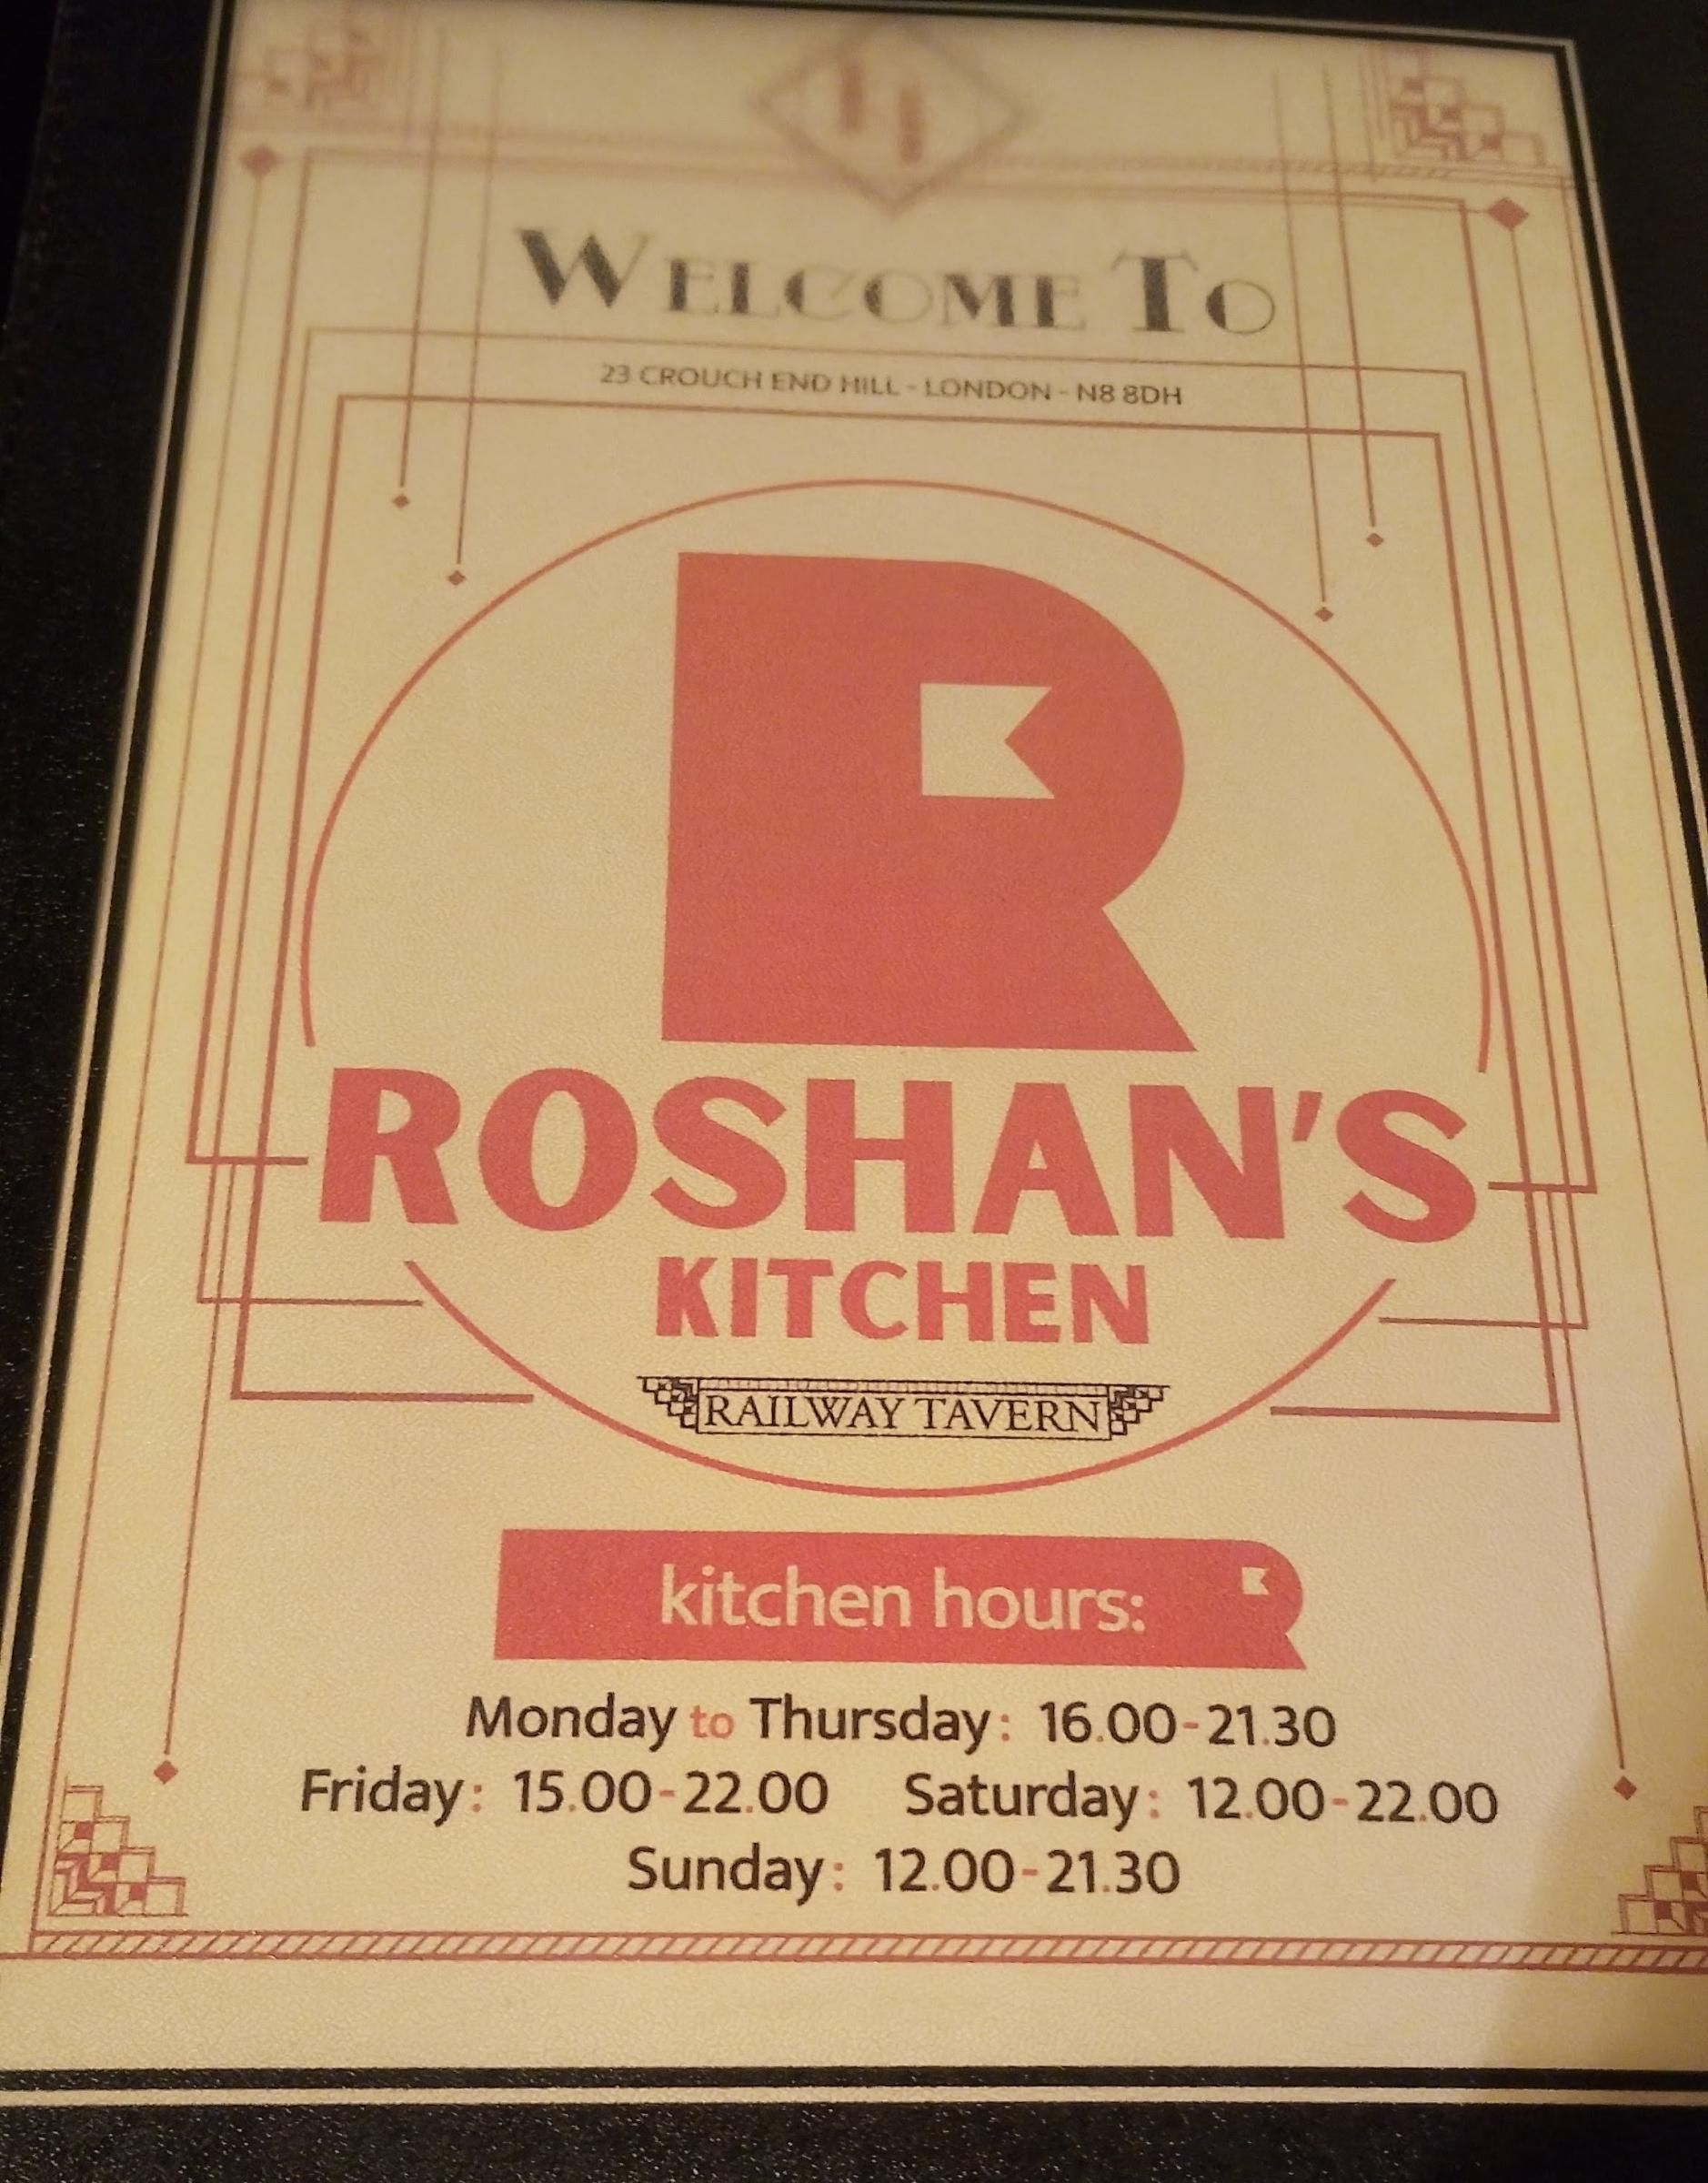 WELCOME TO
23 CROUCH END HILL - LONDON - N8 8DH
R
ROSHAN'S
KITCHEN
RAILWAY TAVERN
kitchen hours:
Monday to Thursday: 16.00-21.30
Friday: 15.00-22.00 Saturday: 12.00-22.00
Sunday: 12.00-21.30